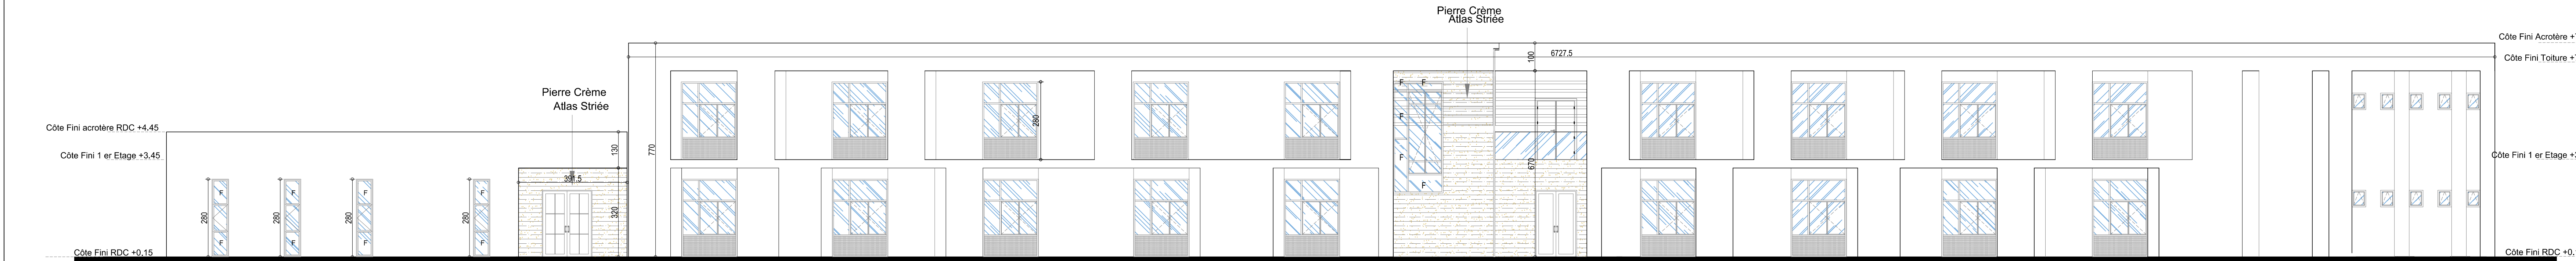 Pierre Crème
Atlas Striée
Côte Fini Acrotère +
6727,5
100
Côte Fini Toiture +
Pierre Crème
Atlas Striée
280
Côte Fini acrotère RDC +4,45
130
770
Côte Fini 1 er Etage +3,45
Côte Fini 1 er Etage +
670
391,5
320
280
280
280
280
F
F
F
F
F
F
F
F
F
F
F
F
F
Côte Fini RDC +0,15
Côte Fini RDC +0,